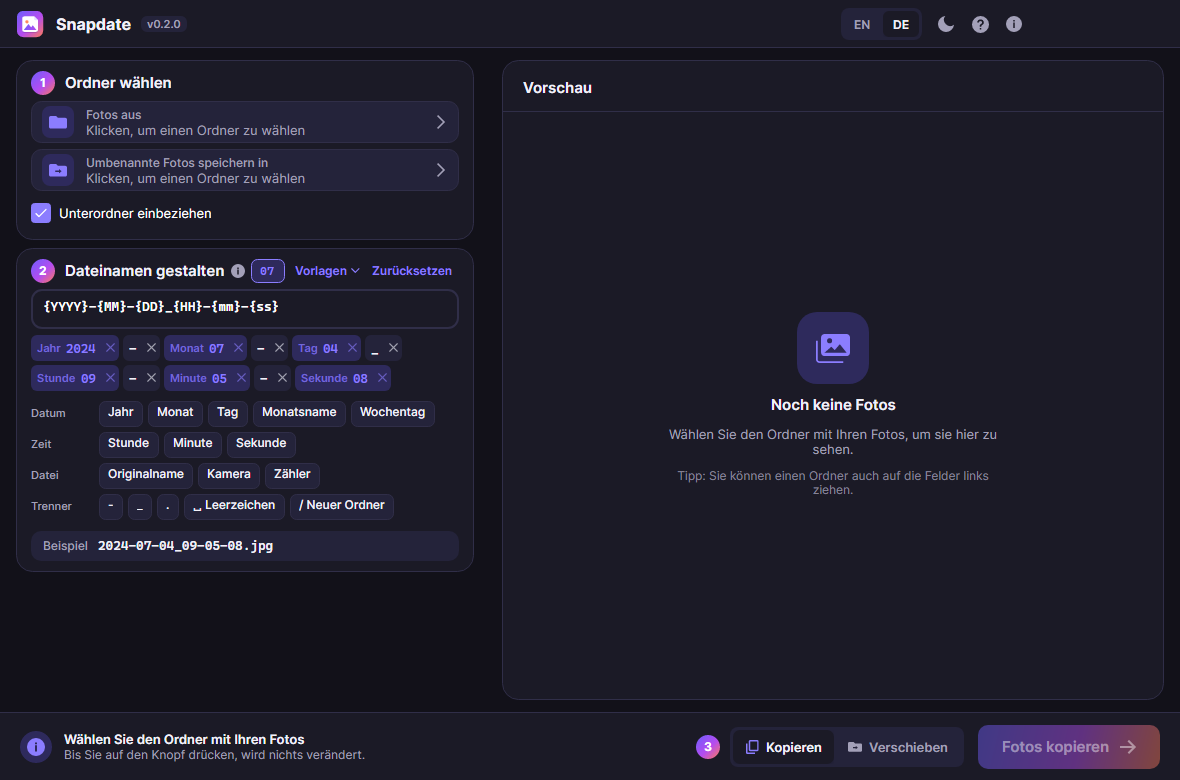 Snapdate v0.2.0 EN DE
1 Ordner wählen
Fotos aus
Klicken, um einen Ordner zu wählen
Umbenannte Fotos speichern in
Klicken, um einen Ordner zu wählen
Unterordner einbeziehen
2 Dateinamen gestalten 07 Vorlagen Zurücksetzen
{YYYY}-{MM}-{DD}_{HH}-{mm}-{ss}
Jahr 2024 × - × Monat 07 × - × Tag 04 × _ ×
Stunde 09 × - × Minute 05 × - × Sekunde 08 ×
Datum Jahr Monat Tag Monatsname Wochentag
Zeit Stunde Minute Sekunde
Datei Originalname Kamera Zähler
Trenner - _ . ␣ Leerzeichen / Neuer Ordner
Beispiel 2024-07-04_09-05-08.jpg
Vorschau
Noch keine Fotos
Wählen Sie den Ordner mit Ihren Fotos, um sie hier zu
sehen.
Tipp: Sie können einen Ordner auch auf die Felder links
ziehen.
Wählen Sie den Ordner mit Ihren Fotos
Bis Sie auf den Knopf drücken, wird nichts verändert.
3 Kopieren Verschieben Fotos kopieren →